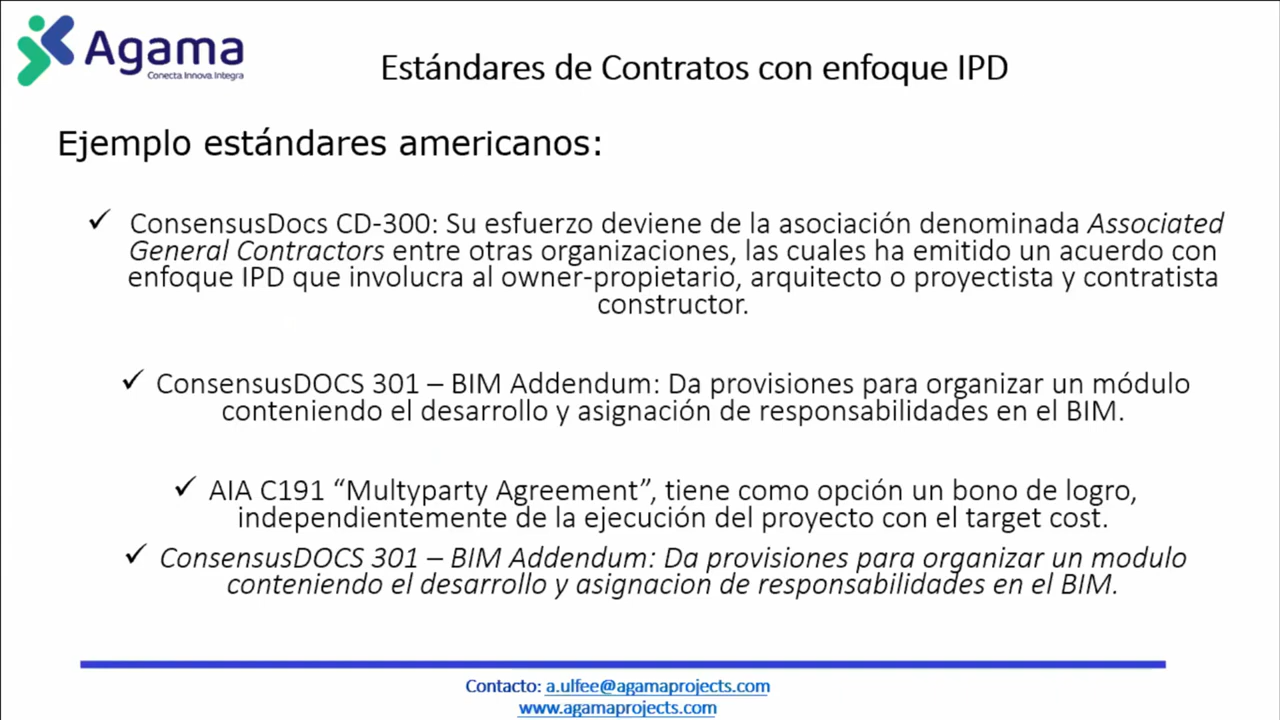 Agama
Conecta Innova Integra
Estándares de Contratos con enfoque IPD
Ejemplo estándares americanos:
✓ ConsensusDocs CD-300: Su esfuerzo deviene de la asociación denominada Associated
General Contractors entre otras organizaciones, las cuales ha emitido un acuerdo con
enfoque IPD que involucra al owner-propietario, arquitecto o proyectista y contratista
constructor.
✓ ConsensusDOCS 301 – BIM Addendum: Da provisiones para organizar un módulo
conteniendo el desarrollo y asignación de responsabilidades en el BIM.
✓ AIA C191 “Multyparty Agreement”, tiene como opción un bono de logro,
independientemente de la ejecución del proyecto con el target cost.
✓ ConsensusDOCS 301 – BIM Addendum: Da provisiones para organizar un modulo
conteniendo el desarrollo y asignacion de responsabilidades en el BIM.
Contacto: a.ulfee@agamaprojects.com
www.agamaprojects.com